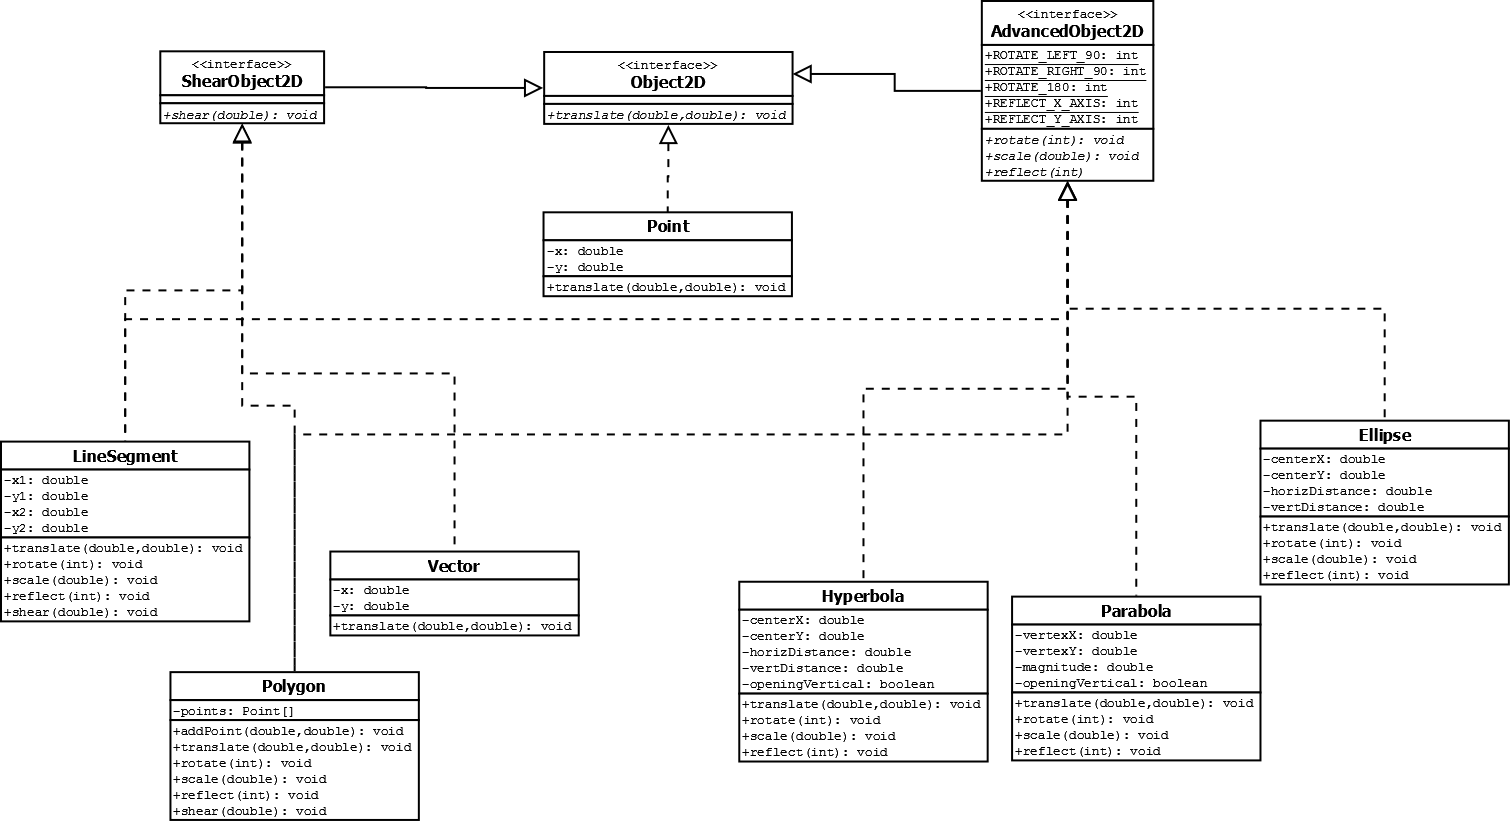 <<interface>>
ShearObject2D
+shear(double): void
<<interface>>
Object2D
+translate(double,double): void
<<interface>>
AdvancedObject2D
+ROTATE_LEFT_90: int
+ROTATE_RIGHT_90: int
+ROTATE_180: int
+REFLECT_X_AXIS: int
+REFLECT_Y_AXIS: int
+rotate(int): void
+scale(double): void
+reflect(int)
Point
-x: double
-y: double
+translate(double,double): void
LineSegment
-x1: double
-y1: double
-x2: double
-y2: double
+translate(double,double): void
+rotate(int): void
+scale(double): void
+reflect(int): void
+shear(double): void
Polygon
-points: Point[]
+addPoint(double,double): void
+translate(double,double): void
+rotate(int): void
+scale(double): void
+reflect(int): void
+shear(double): void
Vector
-x: double
-y: double
+translate(double,double): void
Hyperbola
-centerX: double
-centerY: double
-horizDistance: double
-vertDistance: double
-openingVertical: boolean
+translate(double,double): void
+rotate(int): void
+scale(double): void
+reflect(int): void
Parabola
-vertexX: double
-vertexY: double
-magnitude: double
-openingVertical: boolean
+translate(double,double): void
+rotate(int): void
+scale(double): void
+reflect(int): void
Ellipse
-centerX: double
-centerY: double
-horizDistance: double
-vertDistance: double
+translate(double,double): void
+rotate(int): void
+scale(double): void
+reflect(int): void